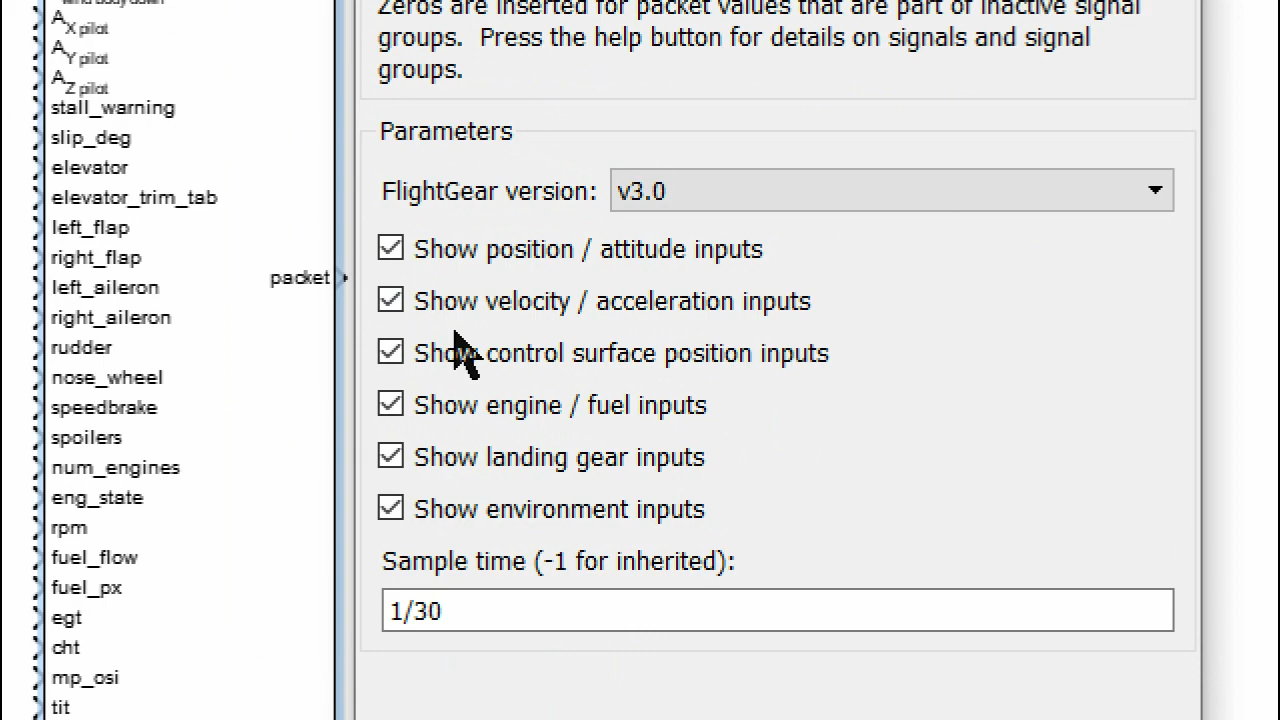 A X pilot
A Y pilot
A Z pilot
stall_warning
slip_deg
elevator
elevator_trim_tab
left_flap
right_flap
left_aileron
right_aileron
rudder
nose_wheel
speedbrake
spoilers
num_engines
eng_state
rpm
fuel_flow
fuel_px
egt
cht
mp_osi
tit
packet
Zeros are inserted for packet values that are part of inactive signal
groups.  Press the help button for details on signals and signal
groups.
Parameters
FlightGear version: v3.0
Show position / attitude inputs
Show velocity / acceleration inputs
Show control surface position inputs
Show engine / fuel inputs
Show landing gear inputs
Show environment inputs
Sample time (-1 for inherited):
1/30